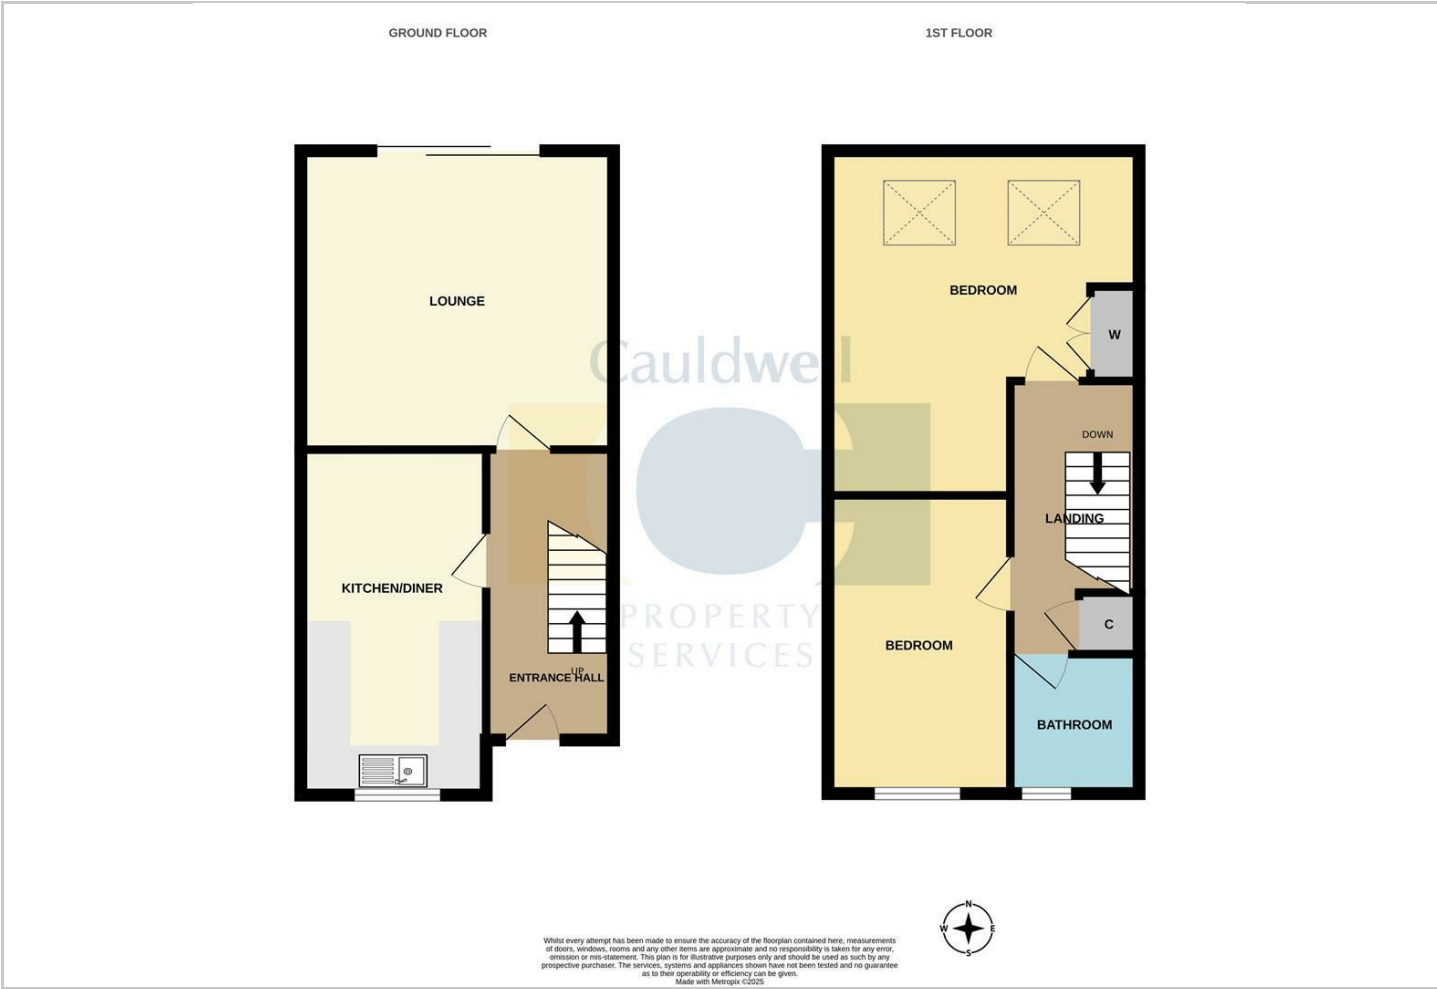 GROUND FLOOR
1ST FLOOR
LOUNGE
BEDROOM
W
Cauldwell
DOWN
LANDING
KITCHEN/DINER
PROPERTY
SERVICES
C
BEDROOM
UP
ENTRANCE HALL
BATHROOM
N
W E
S
Whilst every attempt has been made to ensure the accuracy of the floorplan contained here, measurements
of doors, windows, rooms and any other items are approximate and no responsibility is taken for any error,
omission or mis-statement. This plan is for illustrative purposes only and should be used as such by any
prospective purchaser. The services, systems and appliances shown have not been tested and no guarantee
as to their operability or efficiency can be given.
Made with Metropix ©2025